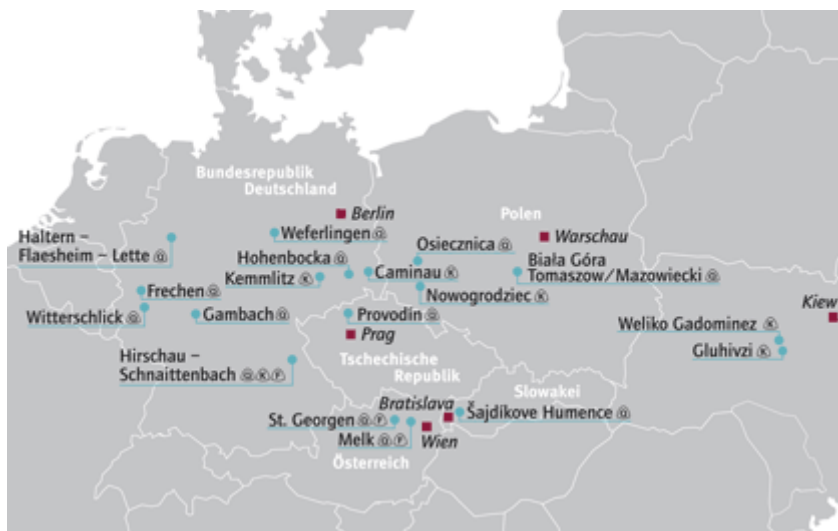 Bundesrepublik
Deutschland
Berlin
Polen
Haltern –
Flaesheim – Lette Ⓠ
Weferlingen Ⓠ
Osiecznica Ⓠ
Warschau
Hohenbocka Ⓠ
Biała Góra
Tomaszow/Mazowiecki Ⓠ
Kemmlitz Ⓚ
Caminau Ⓚ
Frechen Ⓠ
Nowogrodziec Ⓚ
Kiew
Witterschlick Ⓠ
Gambach Ⓠ
Provodin Ⓠ
Weliko Gadominez Ⓚ
Prag
Gluhivzi Ⓚ
Hirschau –
Schnaittenbach Ⓠ Ⓚ Ⓕ
Tschechische
Republik
Slowakei
Bratislava
Šajdíkove Humence Ⓠ
St. Georgen Ⓠ Ⓕ
Melk Ⓠ Ⓕ
Wien
Österreich